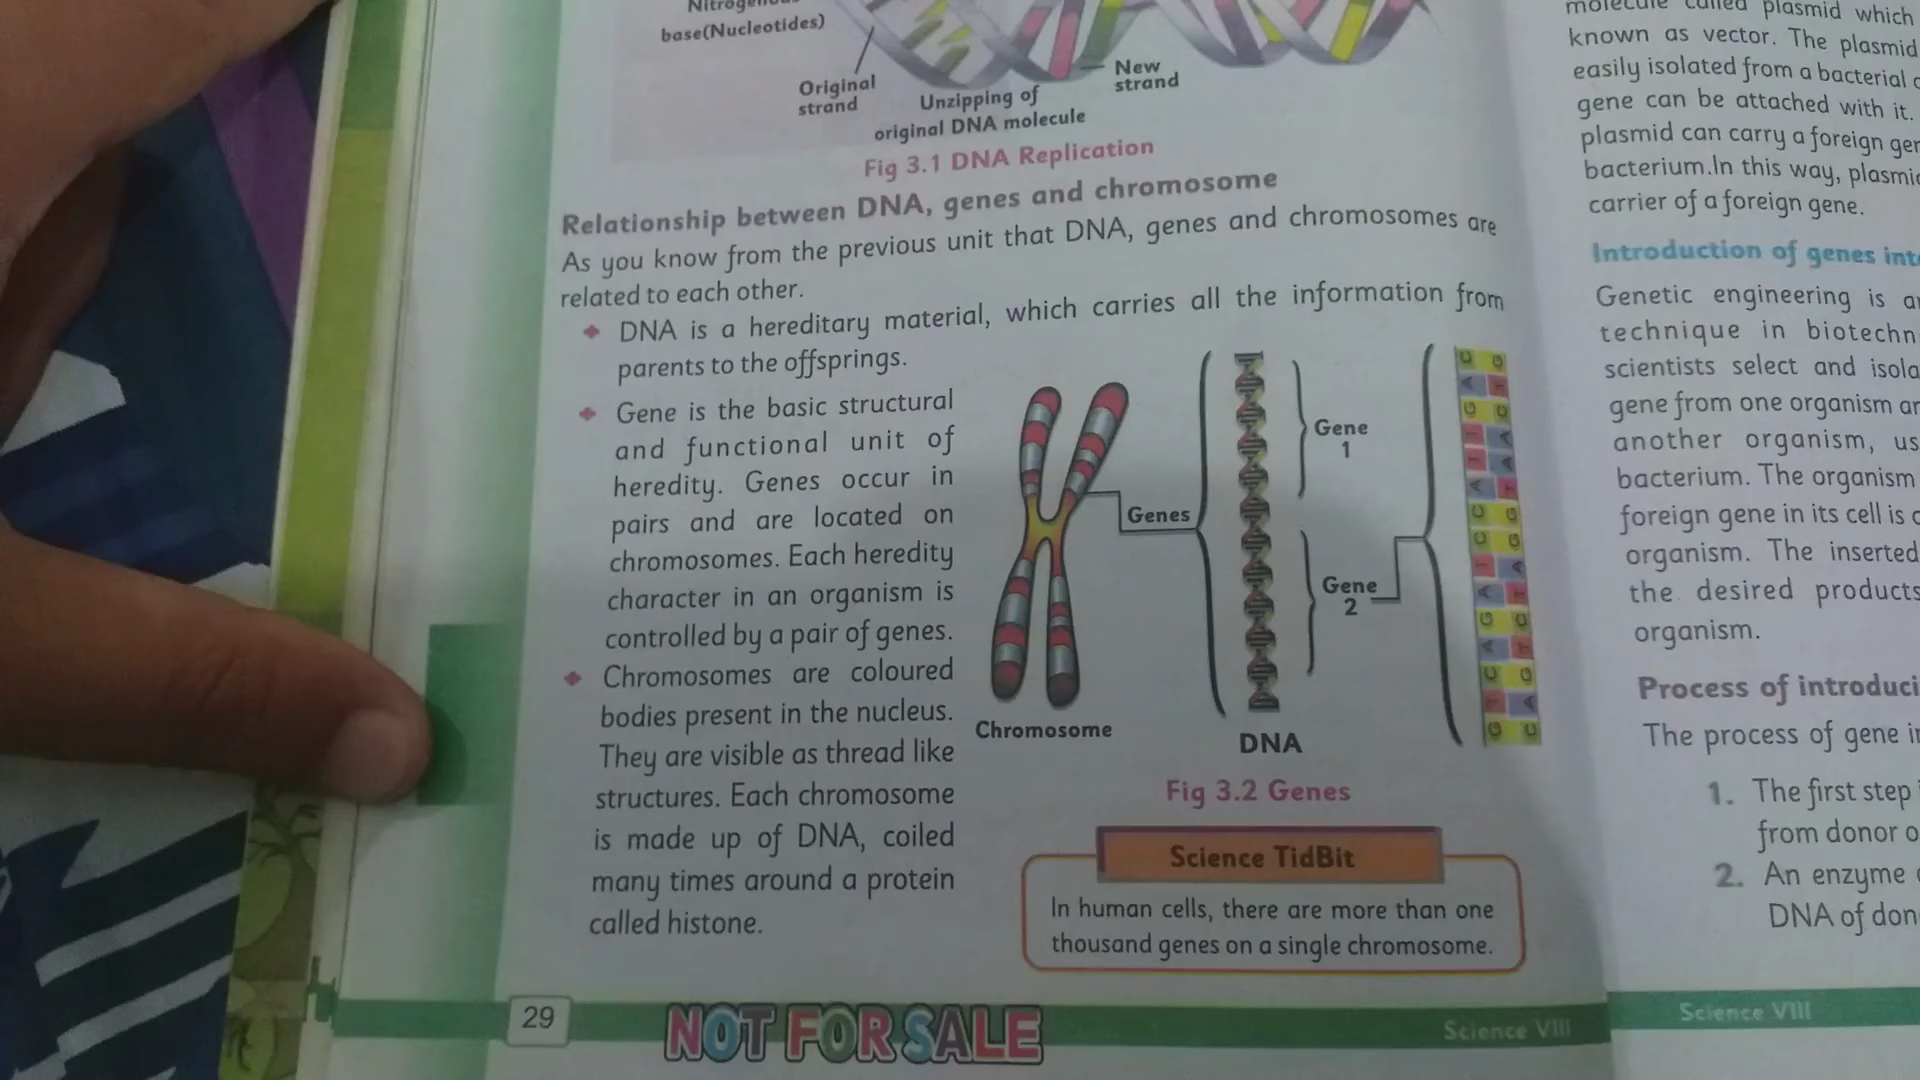 base(Nucleotides)
Original
strand
Unzipping of
original DNA molecule
New
strand
Fig 3.1 DNA Replication
Relationship between DNA, genes and chromosome
As you know from the previous unit that DNA, genes and chromosomes are
related to each other.
DNA is a hereditary material, which carries all the information from
parents to the offsprings.
Gene is the basic structural
and functional unit of
heredity. Genes occur in
pairs and are located on
chromosomes. Each heredity
character in an organism is
controlled by a pair of genes.
Chromosomes are coloured
bodies present in the nucleus.
They are visible as thread like
structures. Each chromosome
is made up of DNA, coiled
many times around a protein
called histone.
Genes
Gene
1
Gene
2
Chromosome
DNA
Fig 3.2 Genes
Science TidBit
In human cells, there are more than one
thousand genes on a single chromosome.
29
NOT FOR SALE
Science VIII
molecule called plasmid which
known as vector. The plasmid
easily isolated from a bacterial
gene can be attached with it.
plasmid can carry a foreign
bacterium.In this way,
carrier of a foreign gene.
Introduction of genes
Genetic engineering is
technique in
scientists select and
gene from one organism
another organism,
bacterium. The organism
foreign gene in its cell is
organism. The inserted
the desired products
organism.
Process of
The process of gene
1. The first step
from donor
2. An enzyme
DNA of
Science VIII